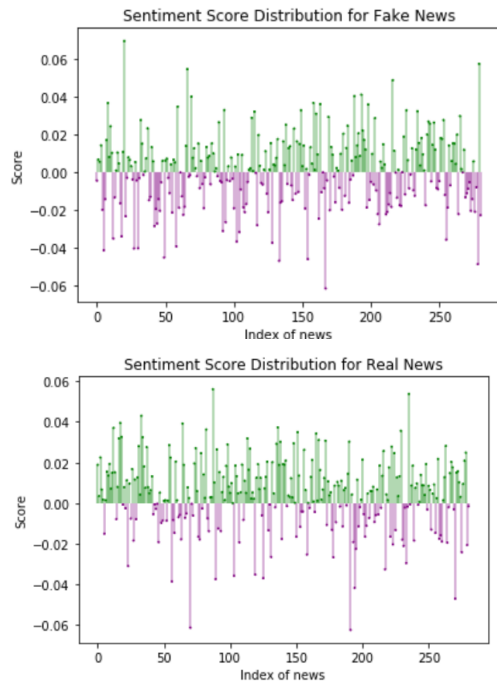 Sentiment Score Distribution for Fake News
0.06
0.04
0.02
0.00
−0.02
−0.04
−0.06
Score
0 50 100 150 200 250
Index of news
Sentiment Score Distribution for Real News
0.06
0.04
0.02
0.00
−0.02
−0.04
−0.06
Score
0 50 100 150 200 250
Index of news